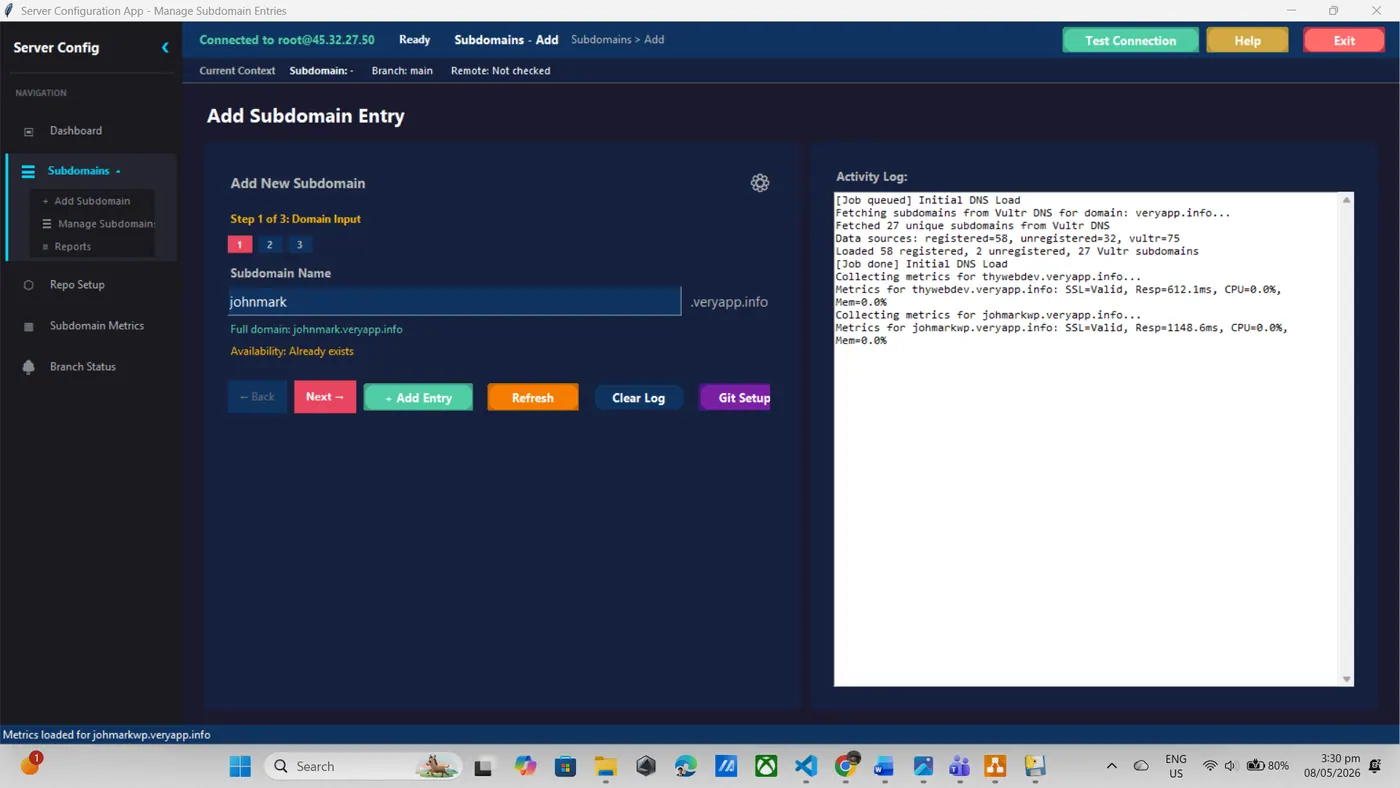 Server Configuration App - Manage Subdomain Entries
Server Config
Connected to root@45.32.27.50 Ready Subdomains - Add Subdomains > Add
Test Connection Help Exit
Current Context Subdomain: - Branch: main Remote: Not checked
NAVIGATION
Dashboard
Subdomains
+ Add Subdomain
Manage Subdomain
Reports
Repo Setup
Subdomain Metrics
Branch Status
Add Subdomain Entry
Add New Subdomain
Step 1 of 3: Domain Input
1 2 3
Subdomain Name
johnmark .veryapp.info
Full domain: johnmark.veryapp.info
Availability: Already exists
← Back Next → + Add Entry Refresh Clear Log Git Setup
Activity Log:
[Job queued] Initial DNS Load
Fetching subdomains from Vultr DNS for domain: veryapp.info...
Fetched 27 unique subdomains from Vultr DNS
Data sources: registered=58, unregistered=32, vultr=75
Loaded 58 registered, 2 unregistered, 27 Vultr subdomains
[Job done] Initial DNS Load
Collecting metrics for thywebdev.veryapp.info...
Metrics for thywebdev.veryapp.info: SSL=Valid, Resp=612.1ms, CPU=0.0%,
Mem=0.0%
Collecting metrics for johmarkwp.veryapp.info...
Metrics for johmarkwp.veryapp.info: SSL=Valid, Resp=1148.6ms, CPU=0.0%,
Mem=0.0%
Metrics loaded for johmarkwp.veryapp.info
1
Search
ENG
US
80%
3:30 pm
08/05/2026